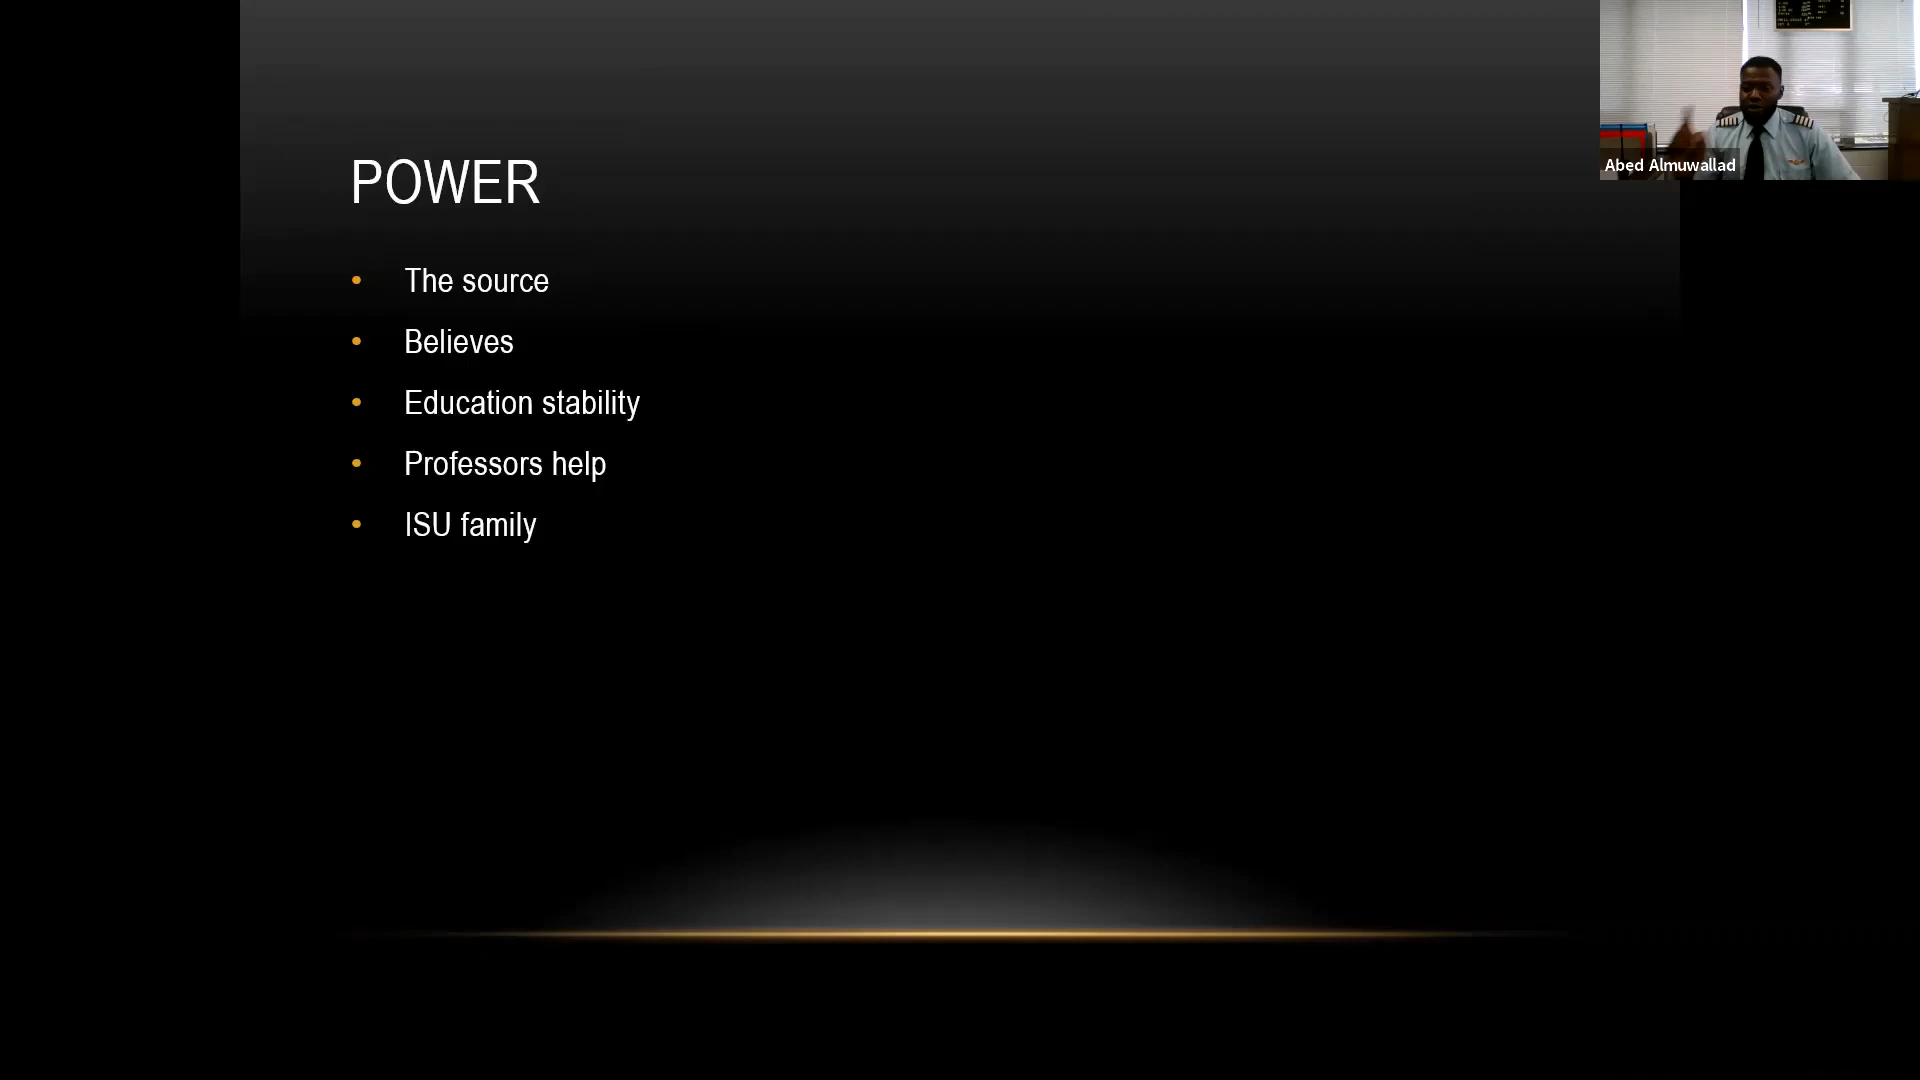 POWER
• The source
• Believes
• Education stability
• Professors help
• ISU family
Abed Almuwallad